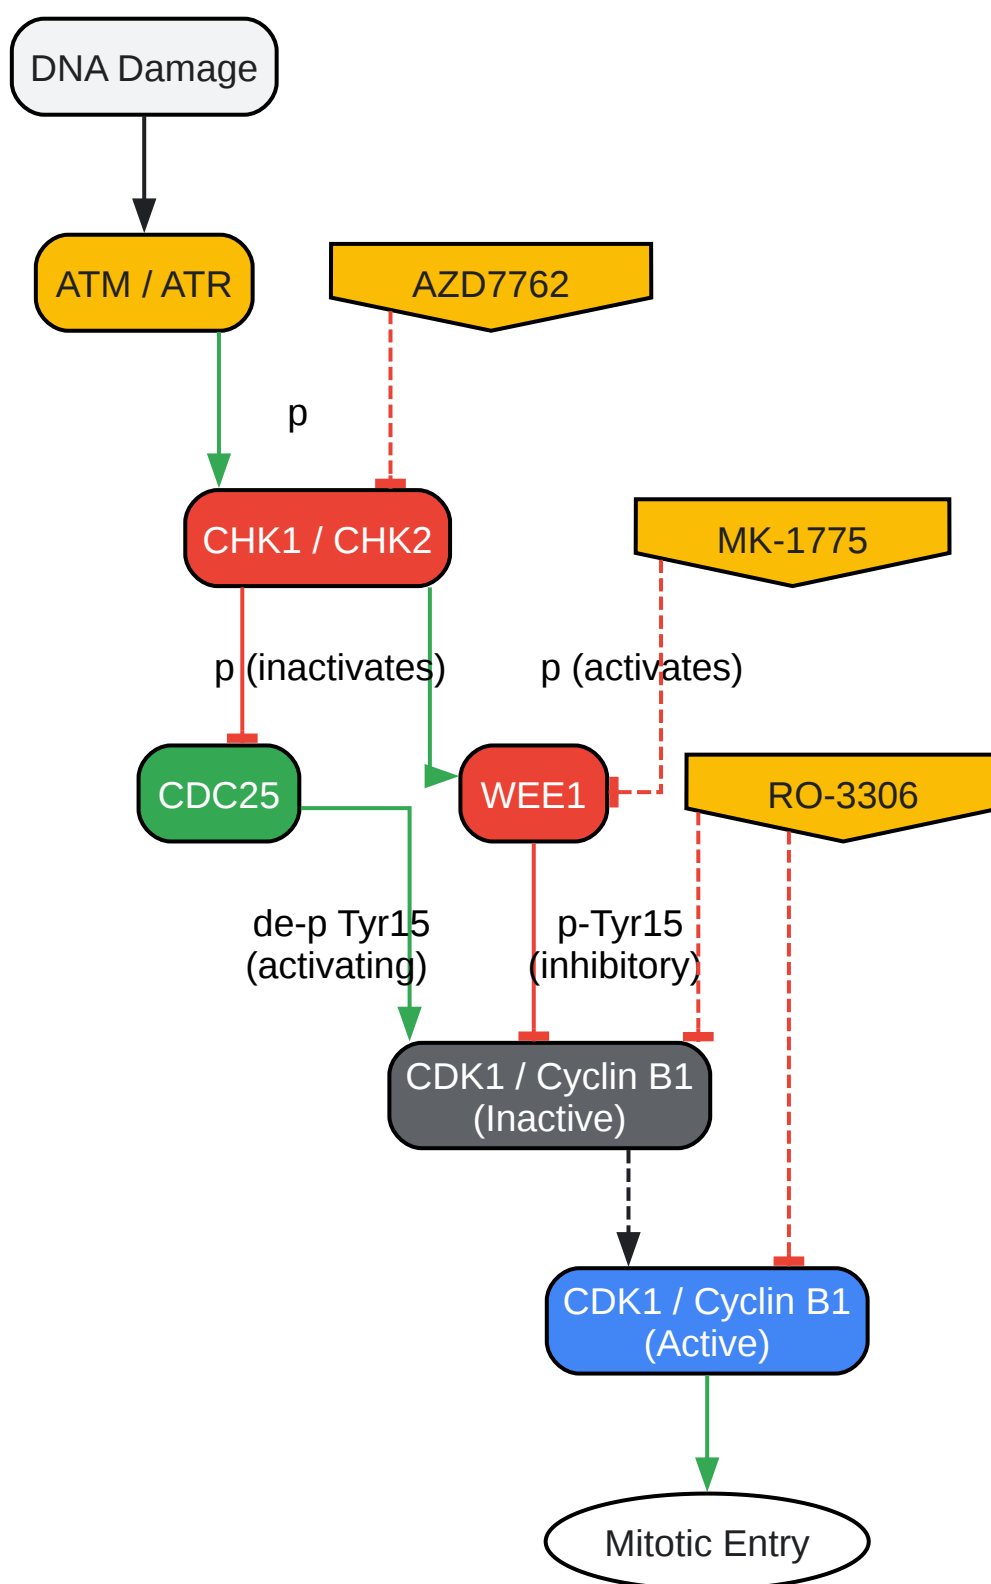 DNA Damage
ATM / ATR
AZD7762
p
CHK1 / CHK2
MK-1775
p (inactivates)
p (activates)
CDC25
WEE1
RO-3306
de-p Tyr15
(activating)
p-Tyr15
(inhibitory)
CDK1 / Cyclin B1
(Inactive)
CDK1 / Cyclin B1
(Active)
Mitotic Entry